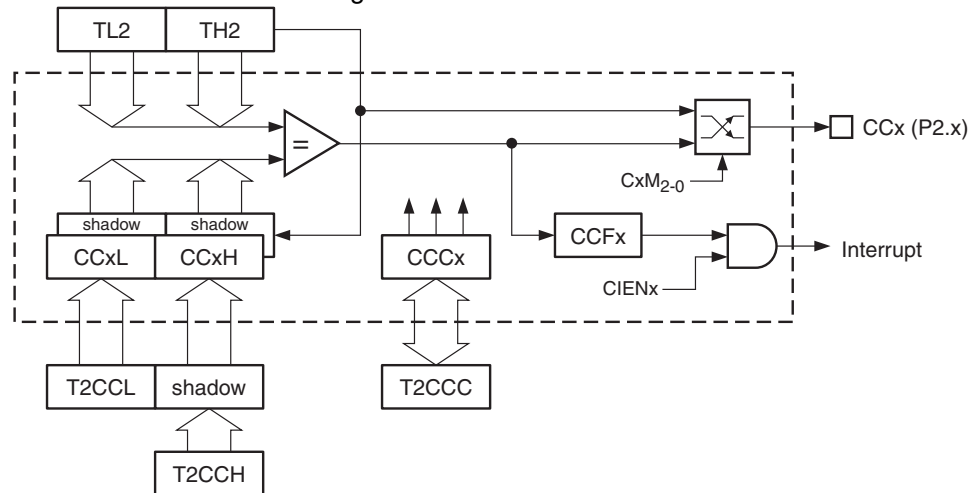 TL2 TH2
=
CCx (P2.x)
CxM2-0
shadow shadow
CCxL CCxH
CCCx
CCFx
Interrupt
CIENx
T2CCL shadow
T2CCC
T2CCH